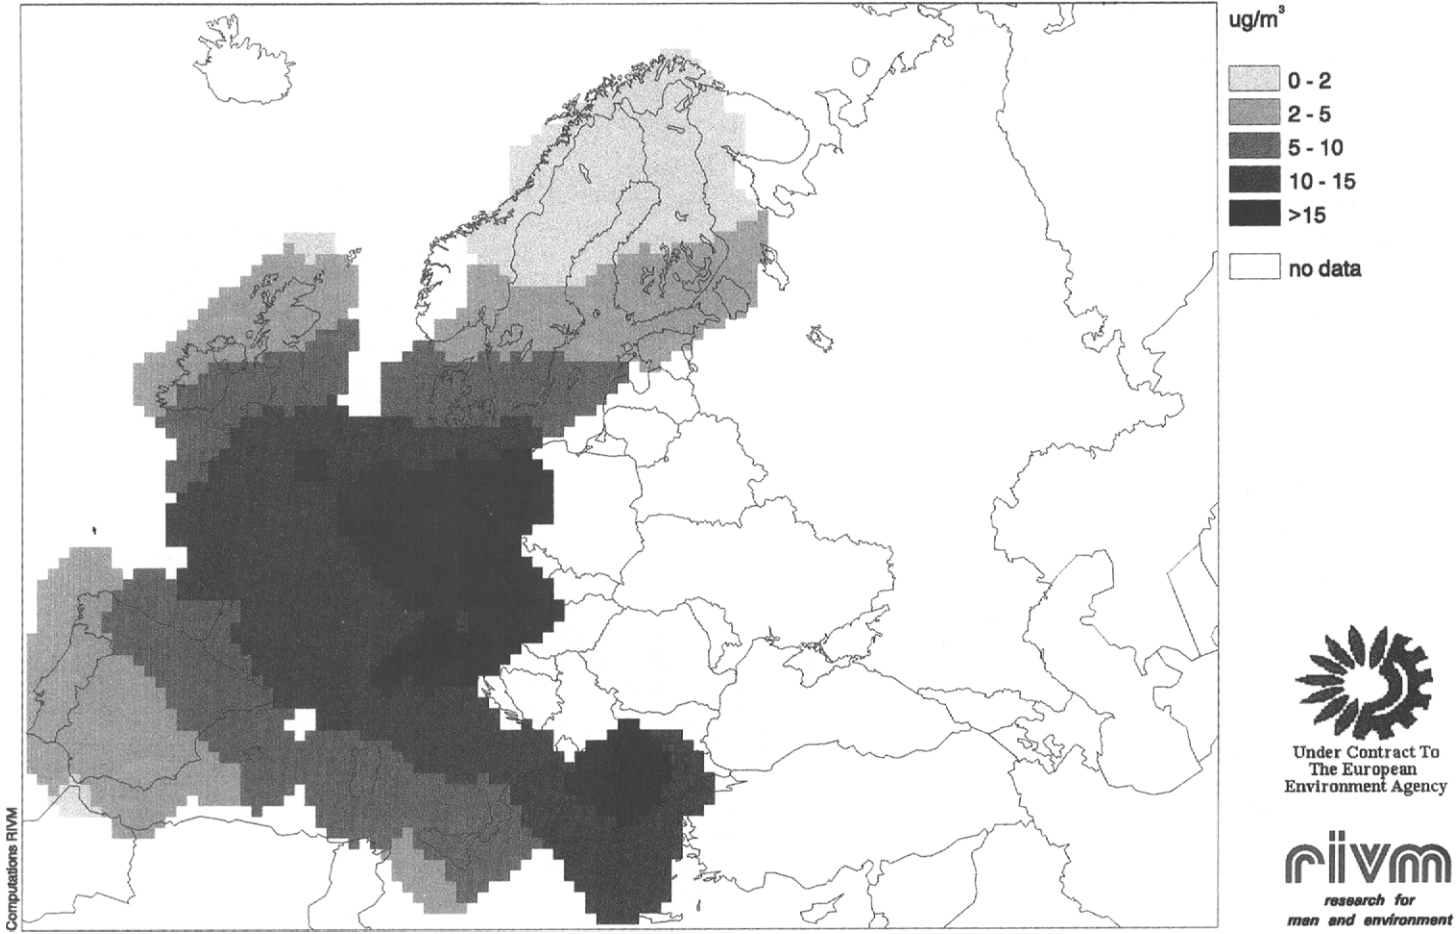 ug/m³
0 - 2
2 - 5
5 - 10
10 - 15
>15
no data
©Computations RIVM
Under Contract To
The European
Environment Agency
rivm
research for
man and environment